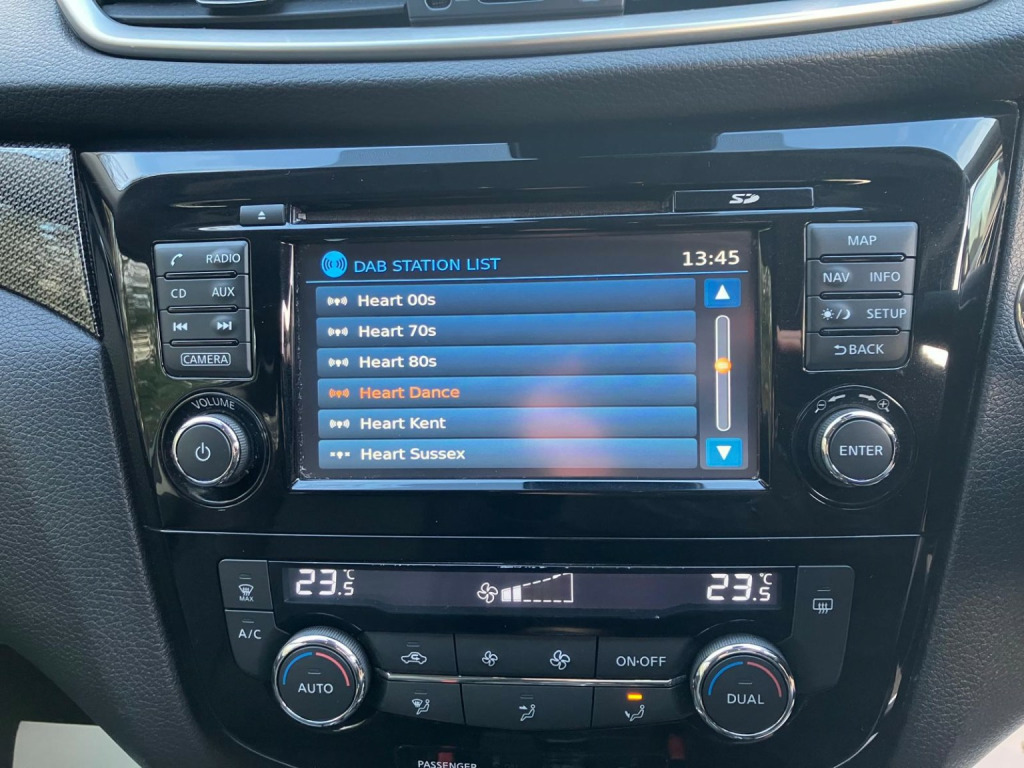 SD
RADIO
CD AUX
CAMERA
VOLUME
DAB STATION LIST 13:45
Heart 00s
Heart 70s
Heart 80s
Heart Dance
Heart Kent
Heart Sussex
MAP
NAV INFO
SETUP
BACK
ENTER
MAX
23.5°C
23.5°C
A/C
AUTO
ON·OFF
DUAL
PASSENGER